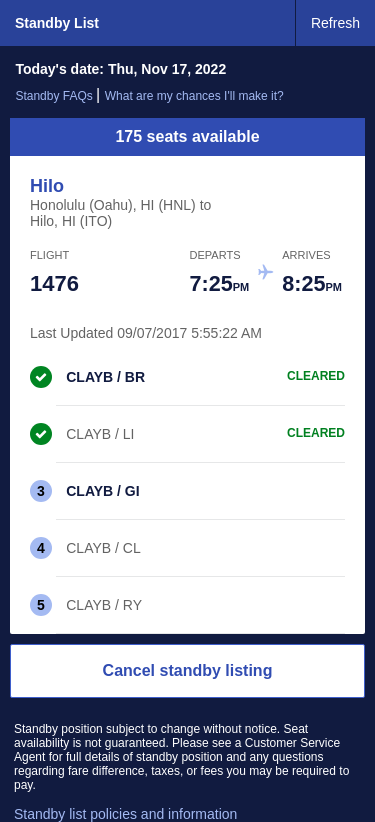 Standby List
Refresh
Today's date: Thu, Nov 17, 2022
Standby FAQs | What are my chances I'll make it?
175 seats available
Hilo
Honolulu (Oahu), HI (HNL) to
Hilo, HI (ITO)
FLIGHT DEPARTS ARRIVES
1476 7:25PM 8:25PM
Last Updated 09/07/2017 5:55:22 AM
CLAYB / BR CLEARED
CLAYB / LI CLEARED
3 CLAYB / GI
4 CLAYB / CL
5 CLAYB / RY
Cancel standby listing
Standby position subject to change without notice. Seat
availability is not guaranteed. Please see a Customer Service
Agent for full details of standby position and any questions
regarding fare difference, taxes, or fees you may be required to
pay.
Standby list policies and information